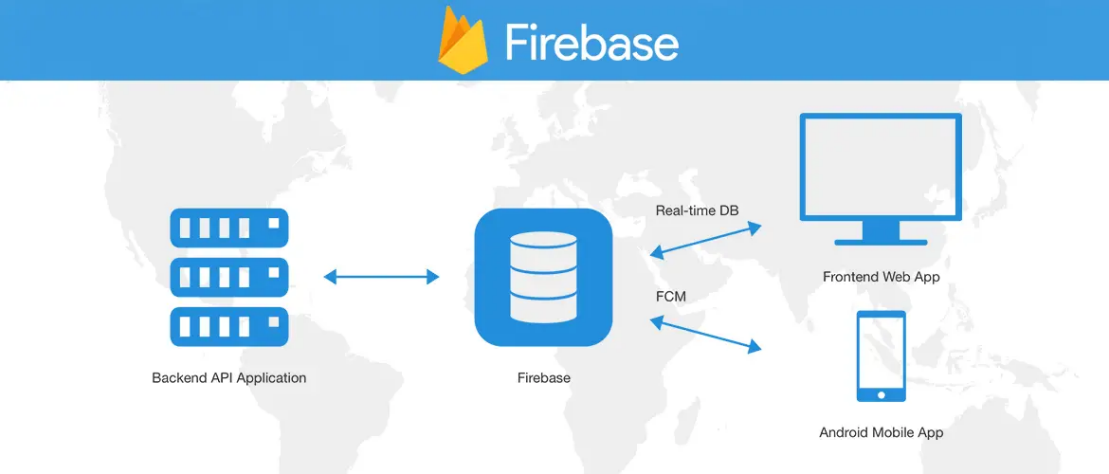 Firebase
Real-time DB
Frontend Web App
FCM
Backend API Application
Firebase
Android Mobile App